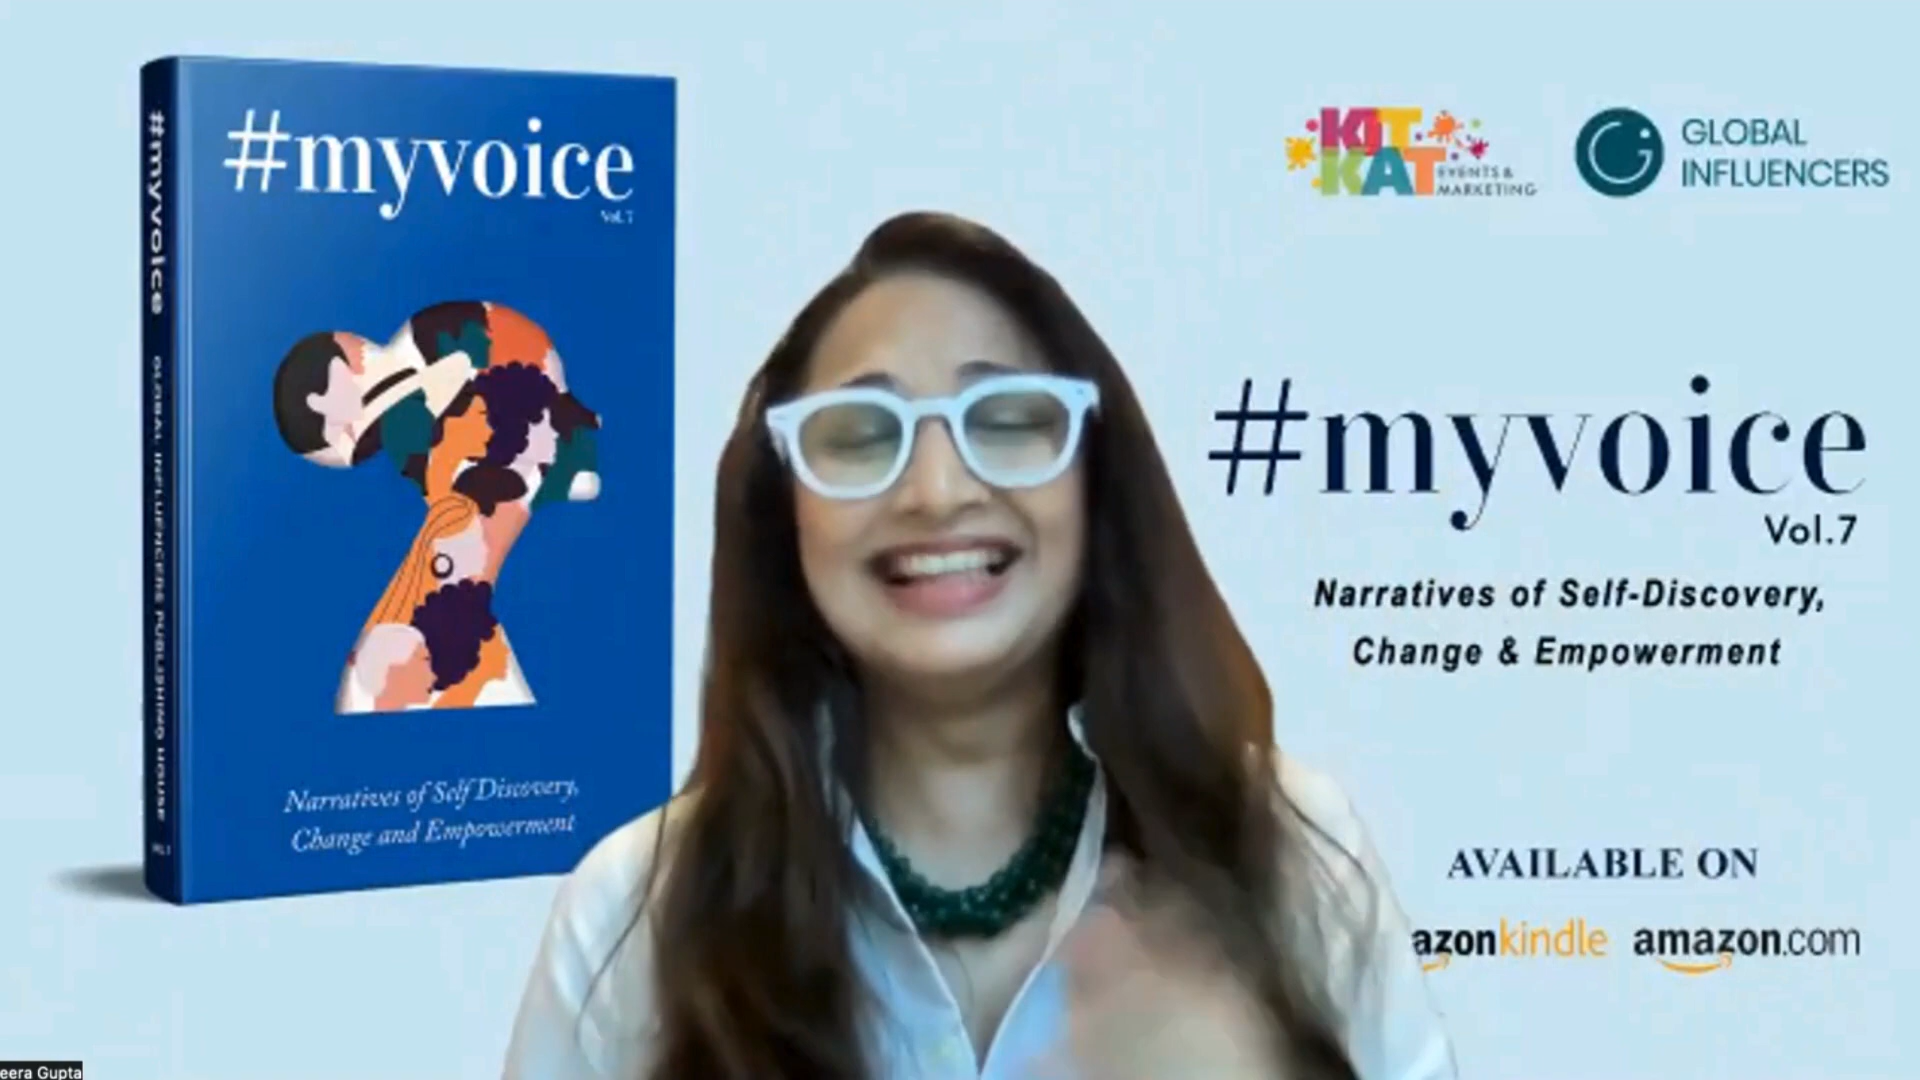 #myvoice
Vol. 7
Narratives of Self Discovery,
Change and Empowerment
#myvoice
GLOBAL INFLUENCERS PUBLISHING HOUSE
KIT
KAT
EVENTS &
MARKETING
GLOBAL
INFLUENCERS
#myvoice
Vol.7
Narratives of Self-Discovery,
Change & Empowerment
AVAILABLE ON
azonkindle amazon.com
eera Gupta